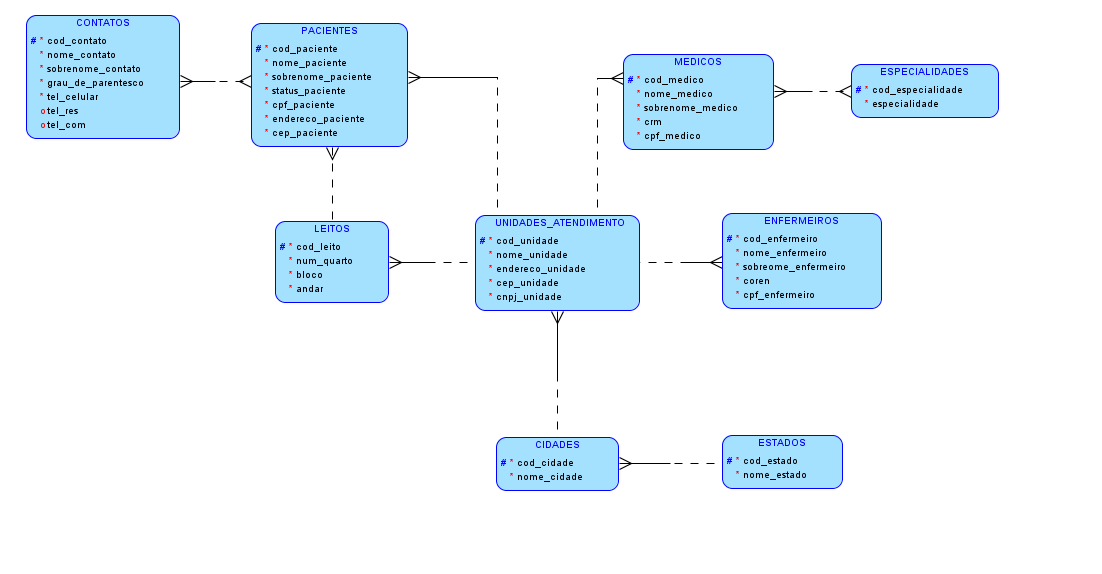 CONTATOS
# * cod_contato
* nome_contato
* sobrenome_contato
* grau_de_parentesco
* tel_celular
o tel_res
o tel_com
PACIENTES
# * cod_paciente
* nome_paciente
* sobrenome_paciente
* status_paciente
* cpf_paciente
* endereco_paciente
* cep_paciente
MEDICOS
# * cod_medico
* nome_medico
* sobrenome_medico
* crm
* cpf_medico
ESPECIALIDADES
# * cod_especialidade
* especialidade
LEITOS
# * cod_leito
* num_quarto
* bloco
* andar
UNIDADES_ATENDIMENTO
# * cod_unidade
* nome_unidade
* endereco_unidade
* cep_unidade
* cnpj_unidade
ENFERMEIROS
# * cod_enfermeiro
* nome_enfermeiro
* sobreome_enfermeiro
* coren
* cpf_enfermeiro
CIDADES
# * cod_cidade
* nome_cidade
ESTADOS
# * cod_estado
* nome_estado